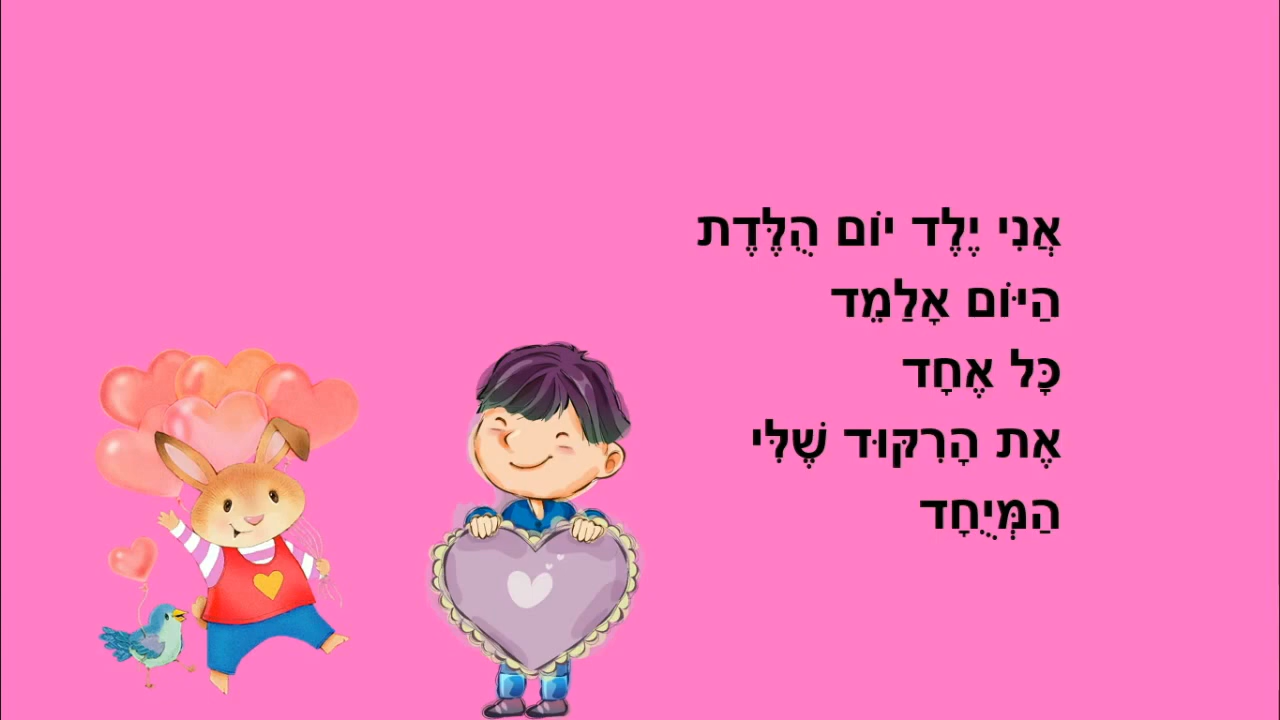 אֲנִי יֶלֶד יוֹם הֻלֶּדֶת
הַיּוֹם אָלַמֵד
כָּל אֶחָד
אֶת הָרִקּוּד שֶׁלִּי
הַמְּיֻחָד